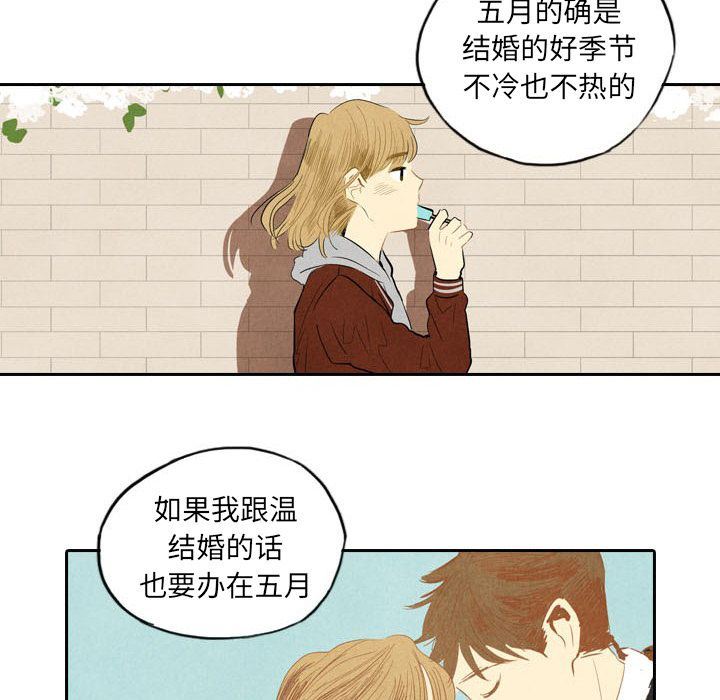 五月的确是
结婚的好季节
不冷也不热的
如果我跟温
结婚的话
也要办在五月